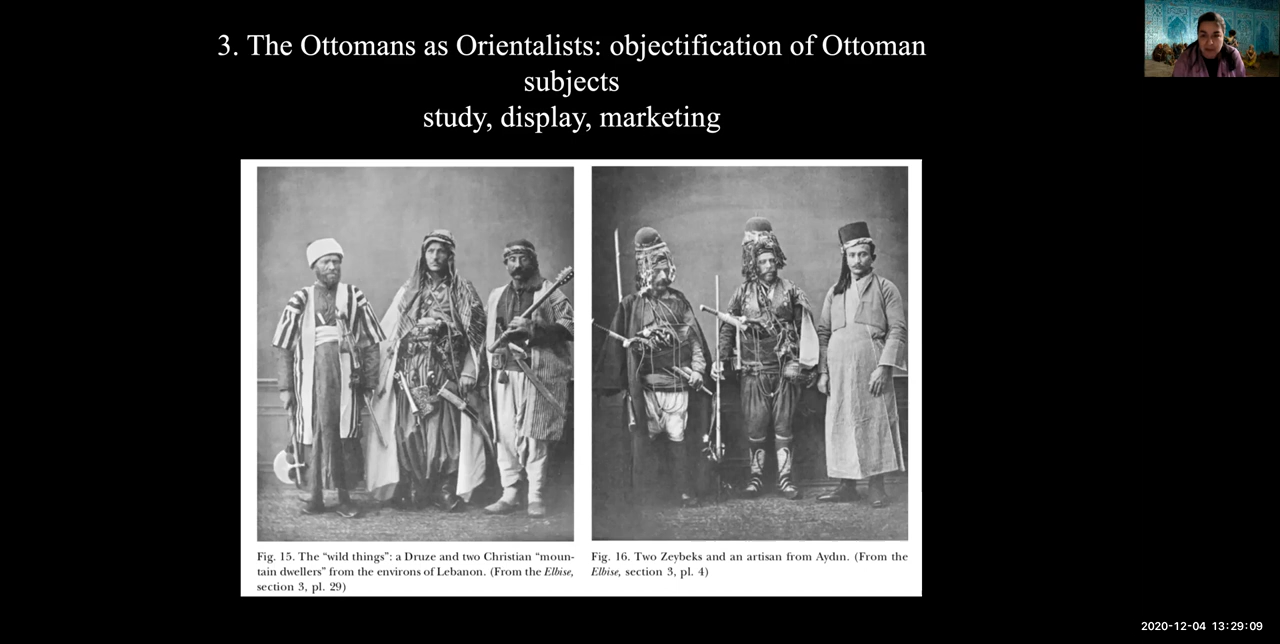 3. The Ottomans as Orientalists: objectification of Ottoman
subjects
study, display, marketing
Fig. 15. The “wild things”: a Druze and two Christian “moun-
tain dwellers” from the environs of Lebanon. (From the Elbise,
section 3, pl. 29)
Fig. 16. Two Zeybeks and an artisan from Aydın. (From the
Elbise, section 3, pl. 4)
2020-12-04 13:29:09